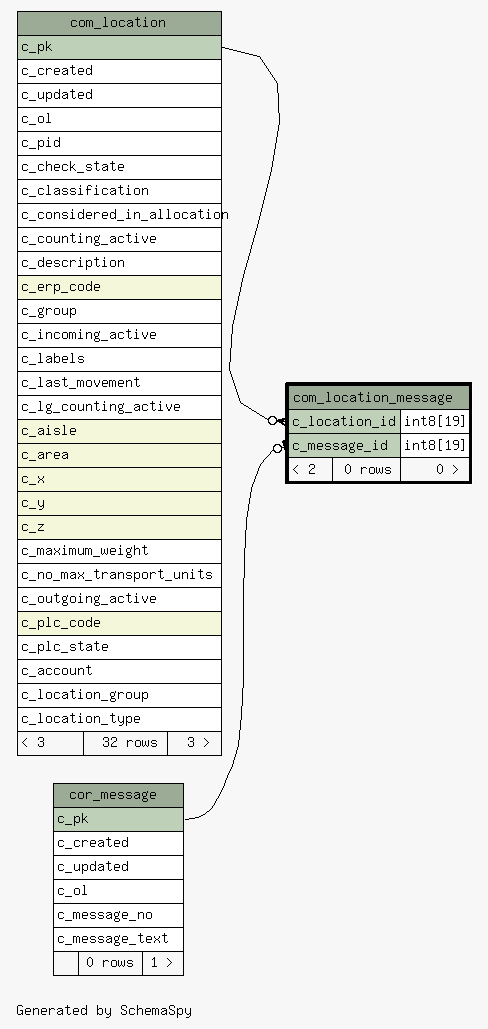 com_location
c_pk
c_created
c_updated
c_ol
c_pid
c_check_state
c_classification
c_considered_in_allocation
c_counting_active
c_description
c_erp_code
c_group
c_incoming_active
c_labels
c_last_movement
c_lg_counting_active
c_aisle
c_area
c_x
c_y
c_z
c_maximum_weight
c_no_max_transport_units
c_outgoing_active
c_plc_code
c_plc_state
c_account
c_location_group
c_location_type
< 3 32 rows 3 >
com_location_message
c_location_id int8[19]
c_message_id int8[19]
< 2 0 rows 0 >
cor_message
c_pk
c_created
c_updated
c_ol
c_message_no
c_message_text
0 rows 1 >
Generated by SchemaSpy